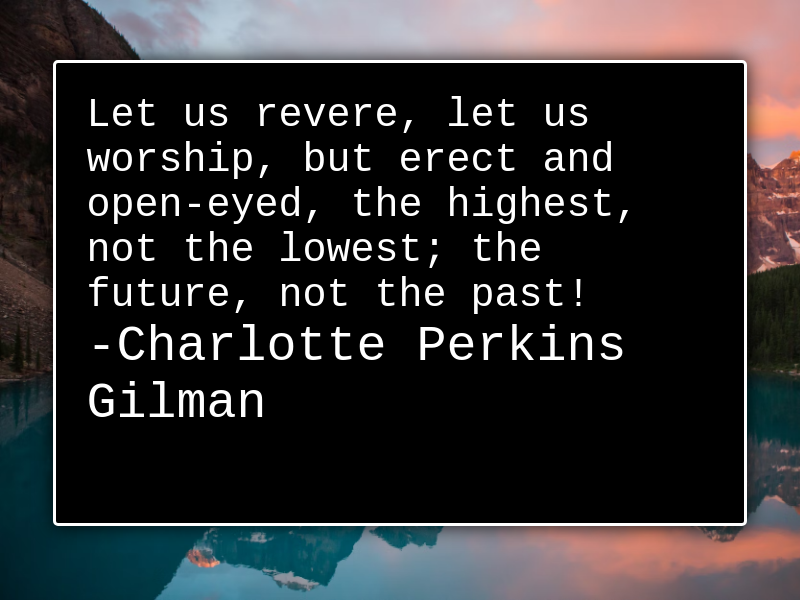 Let us revere, let us
worship, but erect and
open-eyed, the highest,
not the lowest; the
future, not the past!
-Charlotte Perkins
Gilman